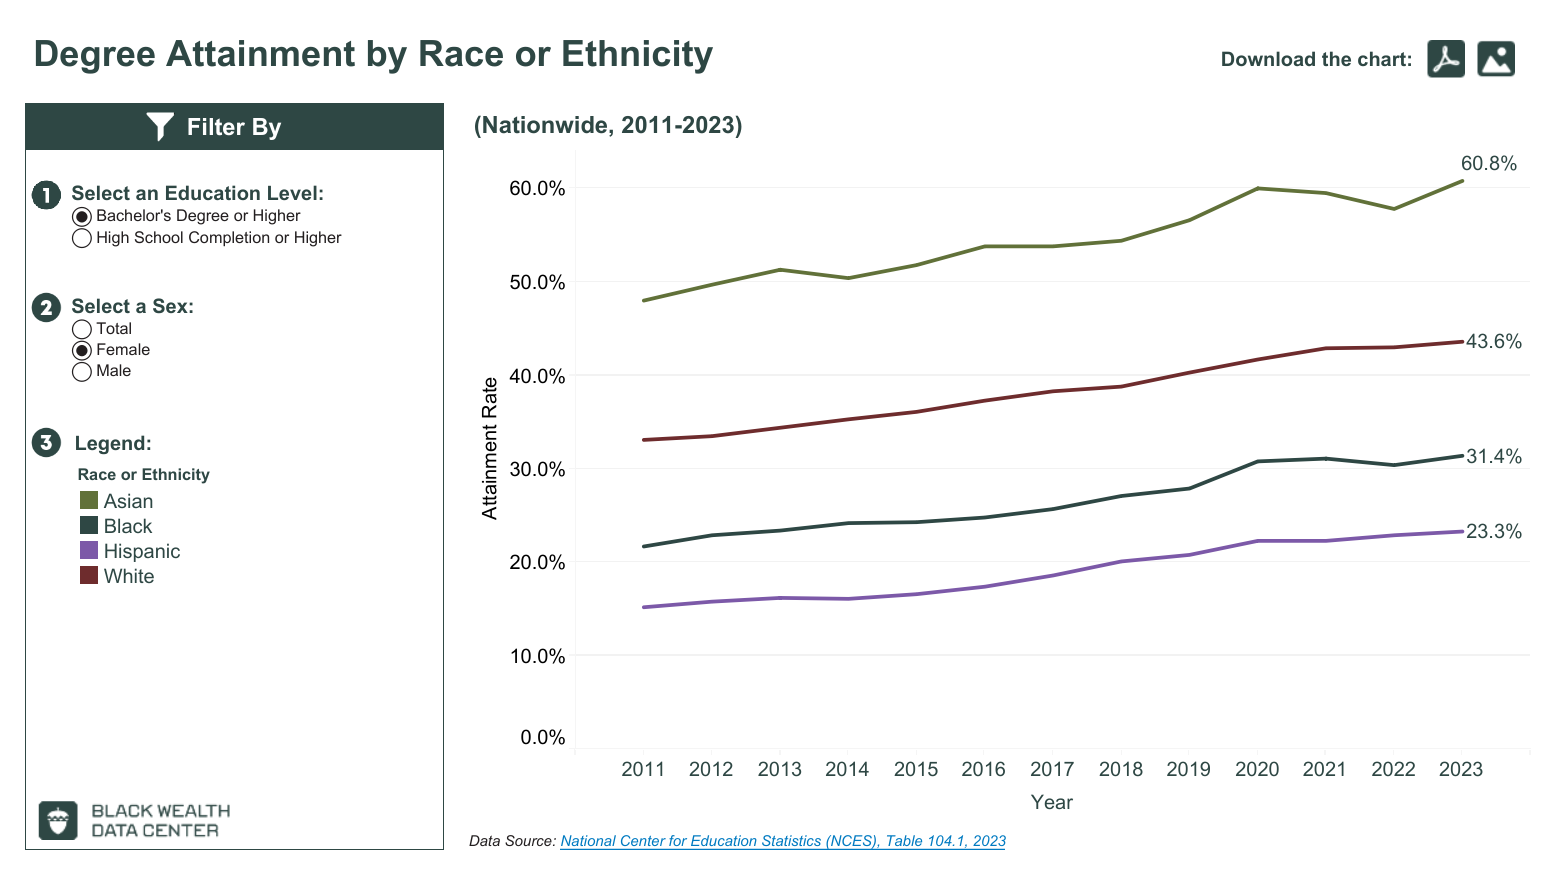 Degree Attainment by Race or Ethnicity
Download the chart:
Filter By
1 Select an Education Level:
Bachelor's Degree or Higher
High School Completion or Higher
2 Select a Sex:
Total
Female
Male
3 Legend:
Race or Ethnicity
Asian
Black
Hispanic
White
BLACK WEALTH
DATA CENTER
(Nationwide, 2011-2023)
60.8%
60.0%
50.0%
43.6%
40.0%
Attainment Rate
31.4%
30.0%
23.3%
20.0%
10.0%
0.0%
2011 2012 2013 2014 2015 2016 2017 2018 2019 2020 2021 2022 2023
Year
Data Source: National Center for Education Statistics (NCES), Table 104.1, 2023